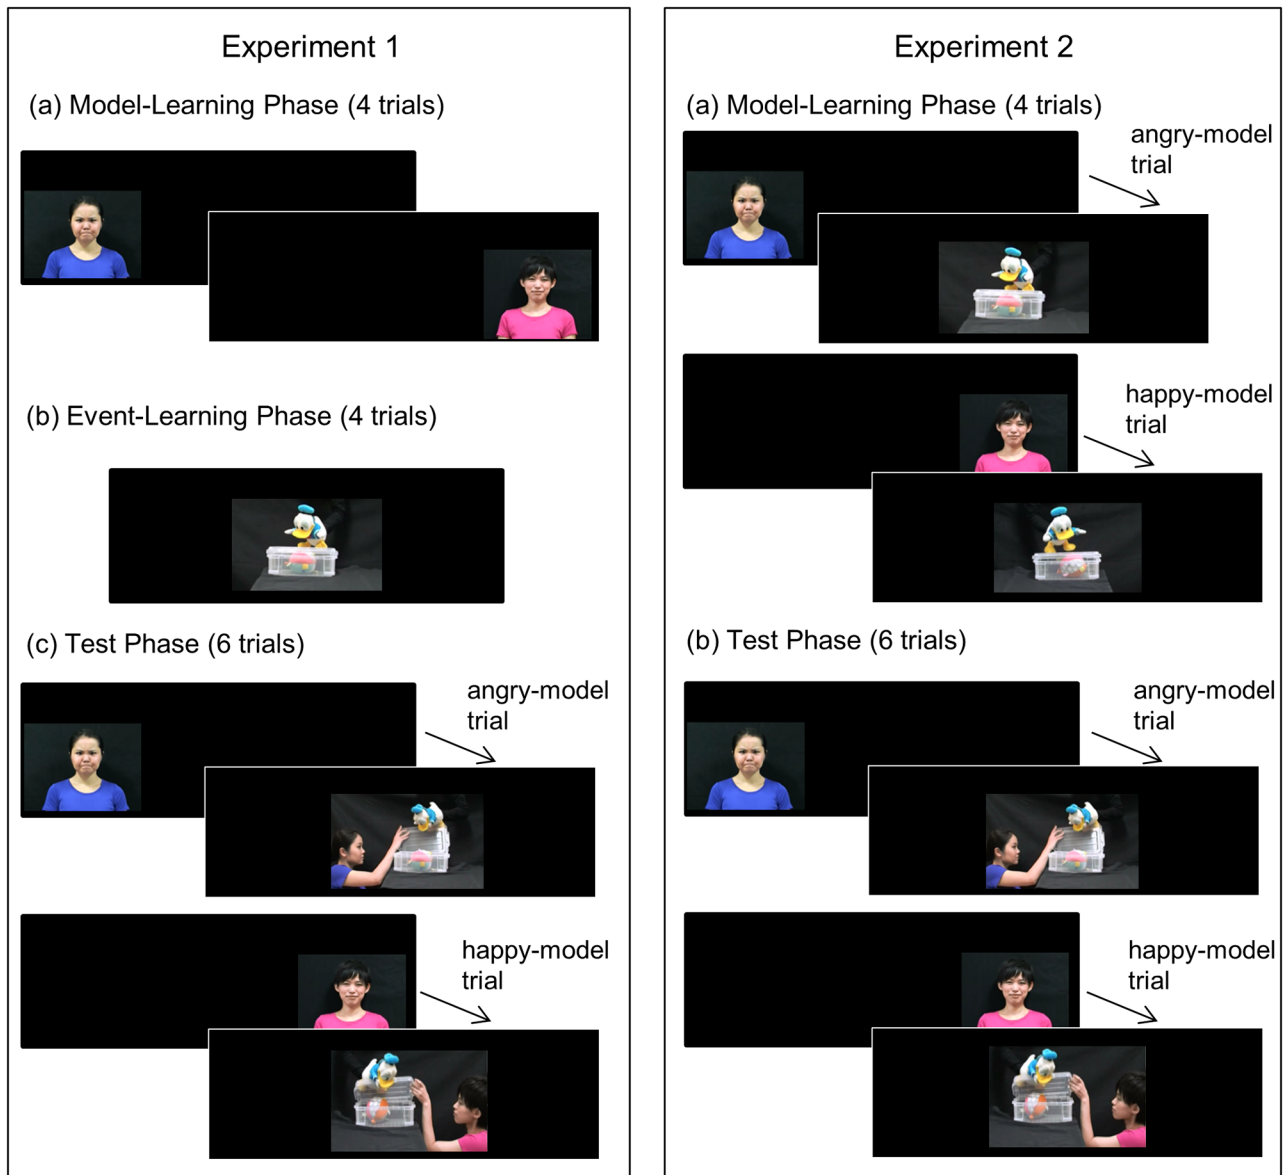 Experiment 1
(a) Model-Learning Phase (4 trials)
(b) Event-Learning Phase (4 trials)
(c) Test Phase (6 trials)
angry-model
trial
happy-model
trial
Experiment 2
(a) Model-Learning Phase (4 trials)
angry-model
trial
happy-model
trial
(b) Test Phase (6 trials)
angry-model
trial
happy-model
trial